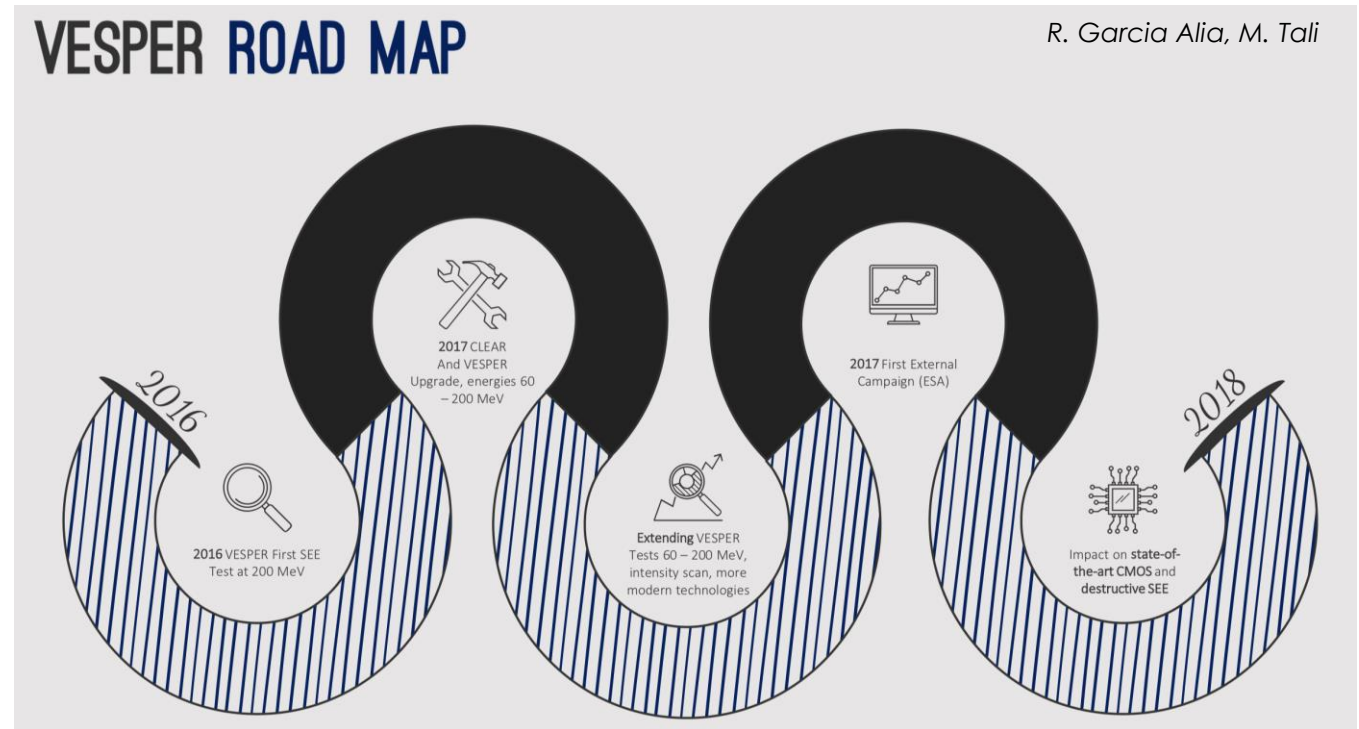 VESPER ROAD MAP
R. Garcia Alia, M. Tali
2016
2016 VESPER First SEE
Test at 200 MeV
2017 CLEAR
And VESPER
Upgrade, energies 60
– 200 MeV
Extending VESPER
Tests 60 – 200 MeV,
intensity scan, more
modern technologies
2017 First External
Campaign (ESA)
2018
Impact on state-of-
the-art CMOS and
destructive SEE